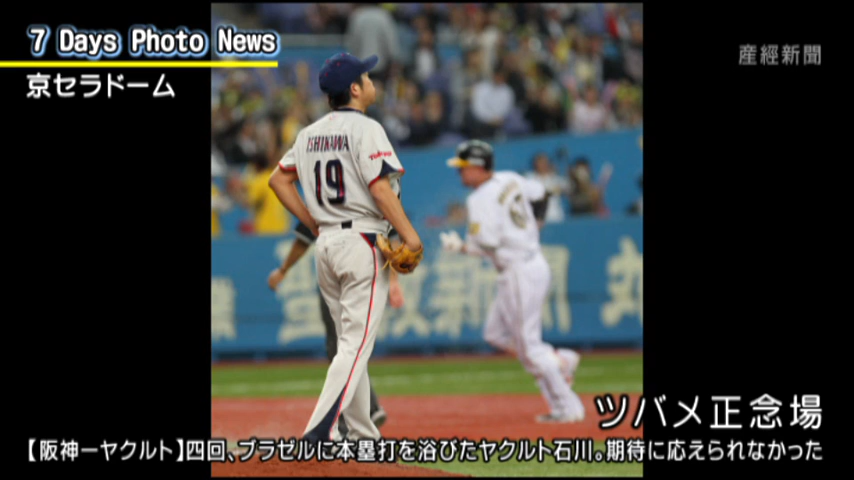 7 Days Photo News
産経新聞
京セラドーム
ISHIKAWA
19
ツバメ正念場
【阪神ーヤクルト】四回、ブラゼルに本塁打を浴びたヤクルト石川。期待に応えられなかった